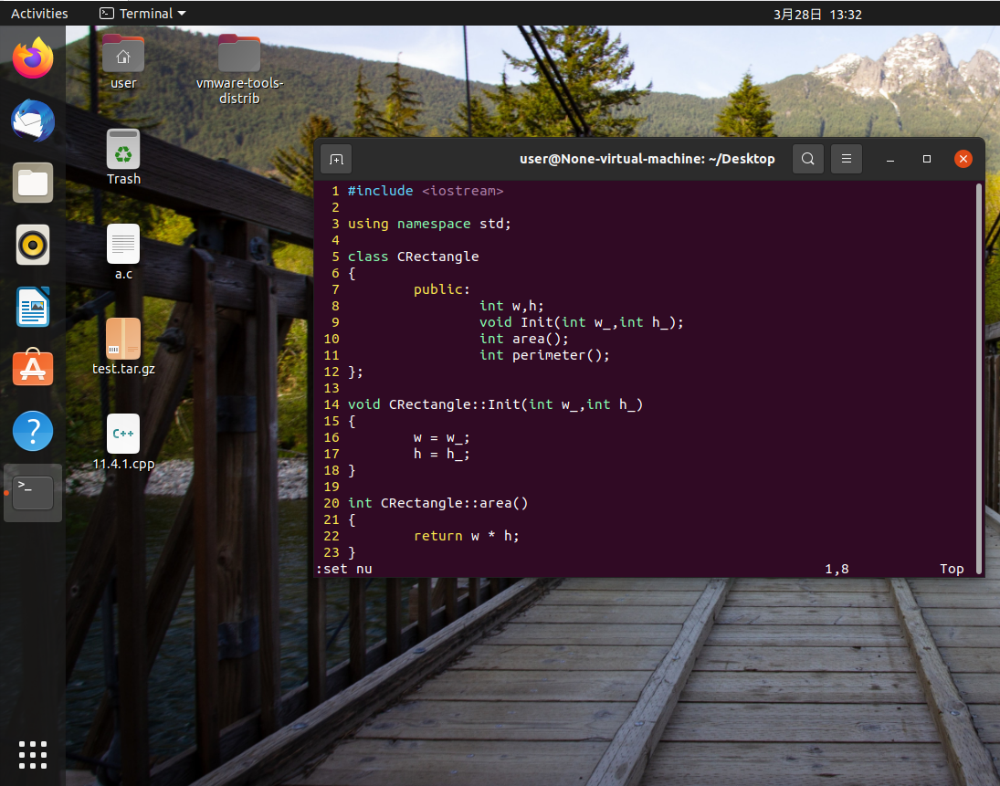 Activities
Terminal
3月28日 13:32
user
vmware-tools-
distrib
Trash
a.c
test.tar.gz
C++
11.4.1.cpp
user@None-virtual-machine: ~/Desktop
1 #include <iostream>
2
3 using namespace std;
4
5 class CRectangle
6 {
7 public:
8 int w,h;
9 void Init(int w_,int h_);
10 int area();
11 int perimeter();
12 };
13
14 void CRectangle::Init(int w_,int h_)
15 {
16 w = w_;
17 h = h_;
18 }
19
20 int CRectangle::area()
21 {
22 return w * h;
23 }
:set nu 1,8 Top